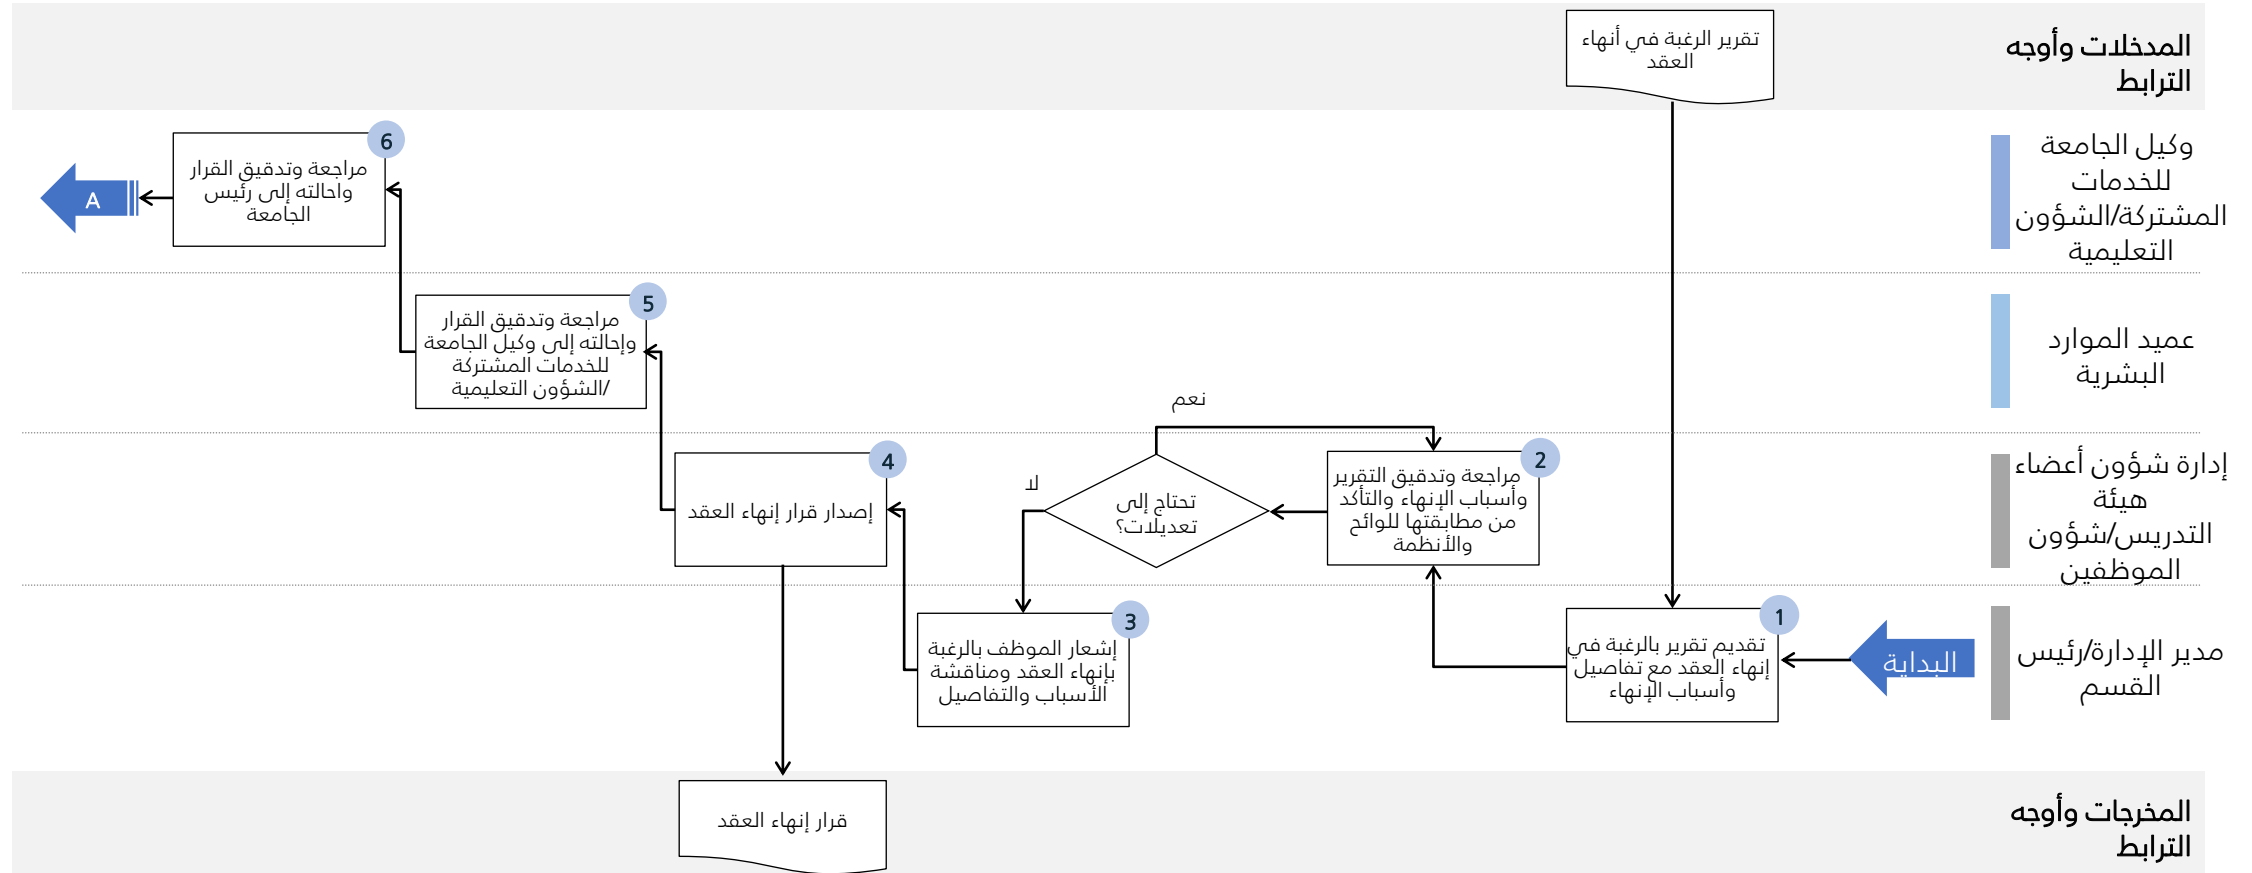 المدخلات وأوجه
الترابط
تقرير الرغبة في أنهاء
العقد
وكيل الجامعة
للخدمات
المشتركة/الشؤون
التعليمية
6
مراجعة وتدقيق القرار
واحالته إلى رئيس
الجامعة
A
عميد الموارد
البشرية
5
مراجعة وتدقيق القرار
وإحالته إلى وكيل الجامعة
للخدمات المشتركة
/الشؤون التعليمية
نعم
إدارة شؤون أعضاء
هيئة
التدريس/شؤون
الموظفين
2
مراجعة وتدقيق التقرير
وأسباب الإنهاء والتأكد
من مطابقتها للوائح
والأنظمة
تحتاج إلى
تعديلات؟
لا
4
إصدار قرار إنهاء العقد
مدير الإدارة/رئيس
القسم
البداية
1
تقديم تقرير بالرغبة في
إنهاء العقد مع تفاصيل
وأسباب الإنهاء
3
إشعار الموظف بالرغبة
بإنهاء العقد ومناقشة
الأسباب والتفاصيل
المخرجات وأوجه
الترابط
قرار إنهاء العقد